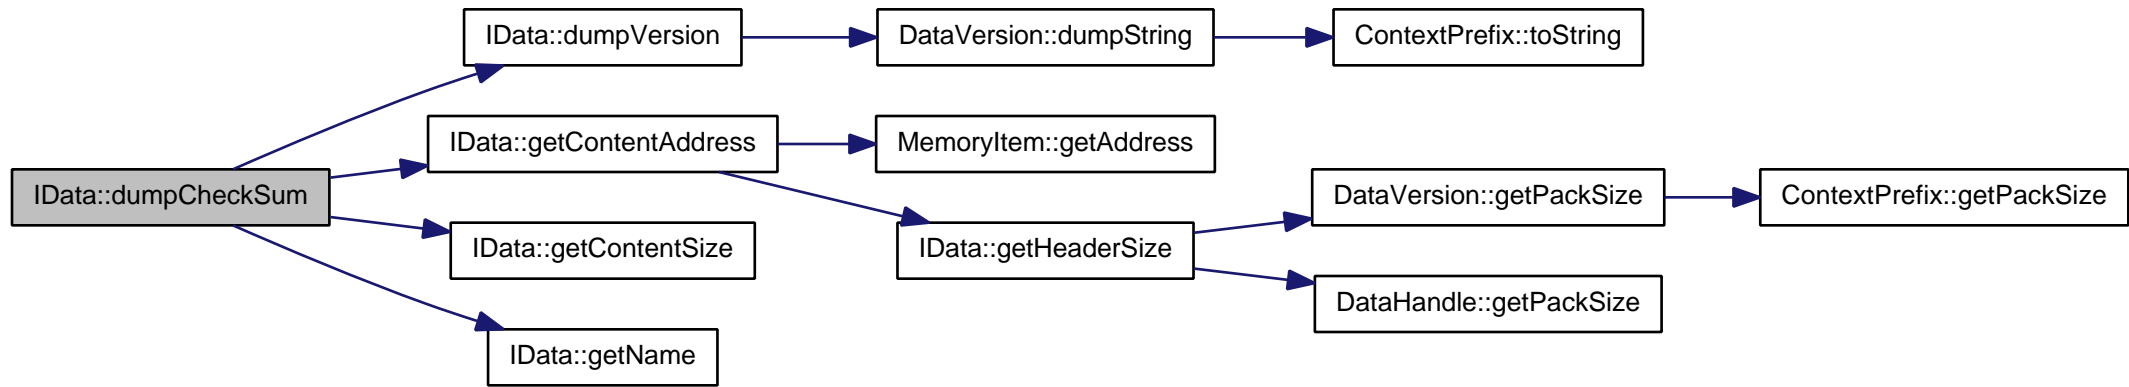 IData::dumpVersion
DataVersion::dumpString
ContextPrefix::toString
IData::getContentAddress
MemoryItem::getAddress
IData::dumpCheckSum
DataVersion::getPackSize
ContextPrefix::getPackSize
IData::getContentSize
IData::getHeaderSize
DataHandle::getPackSize
IData::getName